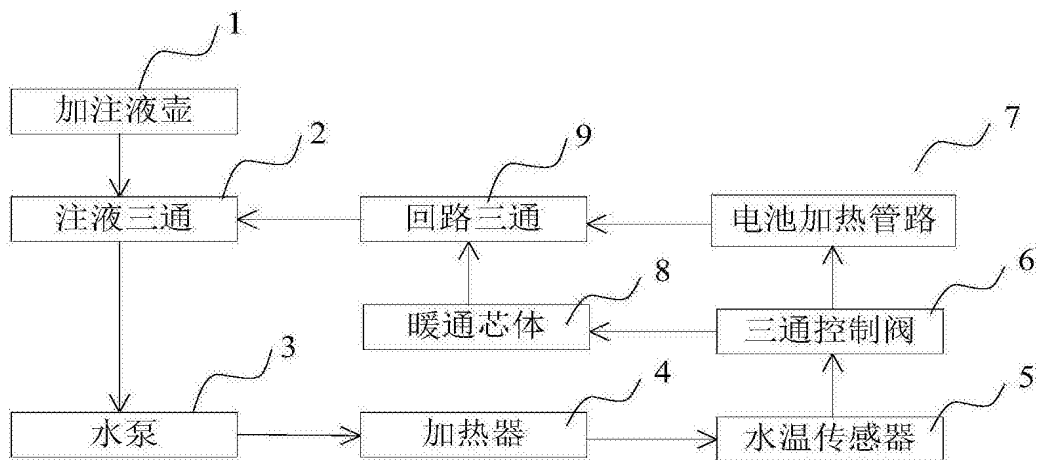 1
加注液壶
2
9
7
注液三通
回路三通
电池加热管路
8
6
暖通芯体
三通控制阀
3
4
5
水泵
加热器
水温传感器